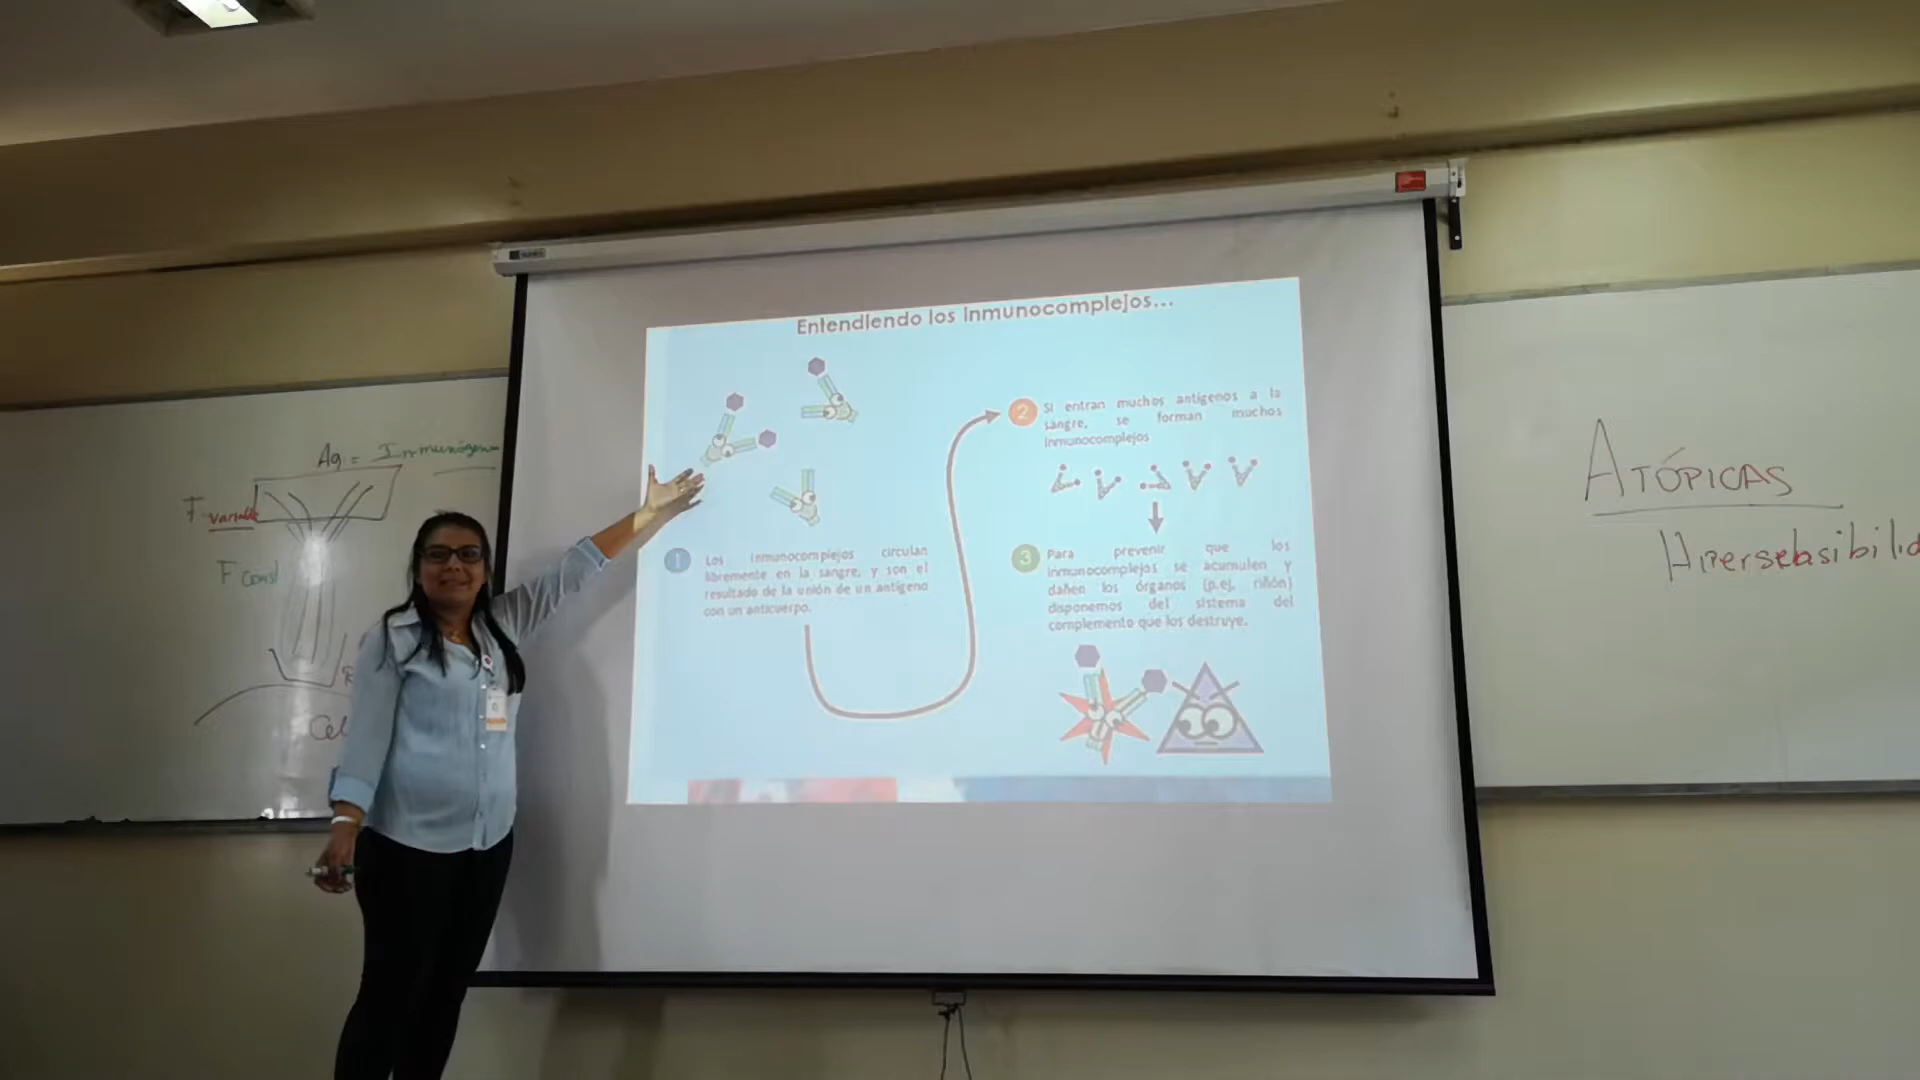 Entendiendo los Inmunocomplejos...
1 Los Inmunocomplejos circulan
libremente en la sangre, y son el
resultado de la unión de un antígeno
con un anticuerpo.
2 Si entran muchos antígenos a la
sangre, se forman muchos
Inmunocomplejos
3 Para prevenir que los
Inmunocomplejos se acumulen y
dañen los órganos (p.ej, riñón)
disponemos del sistema del
complemento que los destruye.
Ag = Inmunógeno
F. variable
F const
R
Cel
ATÓPICAS
Hipersebsibilid